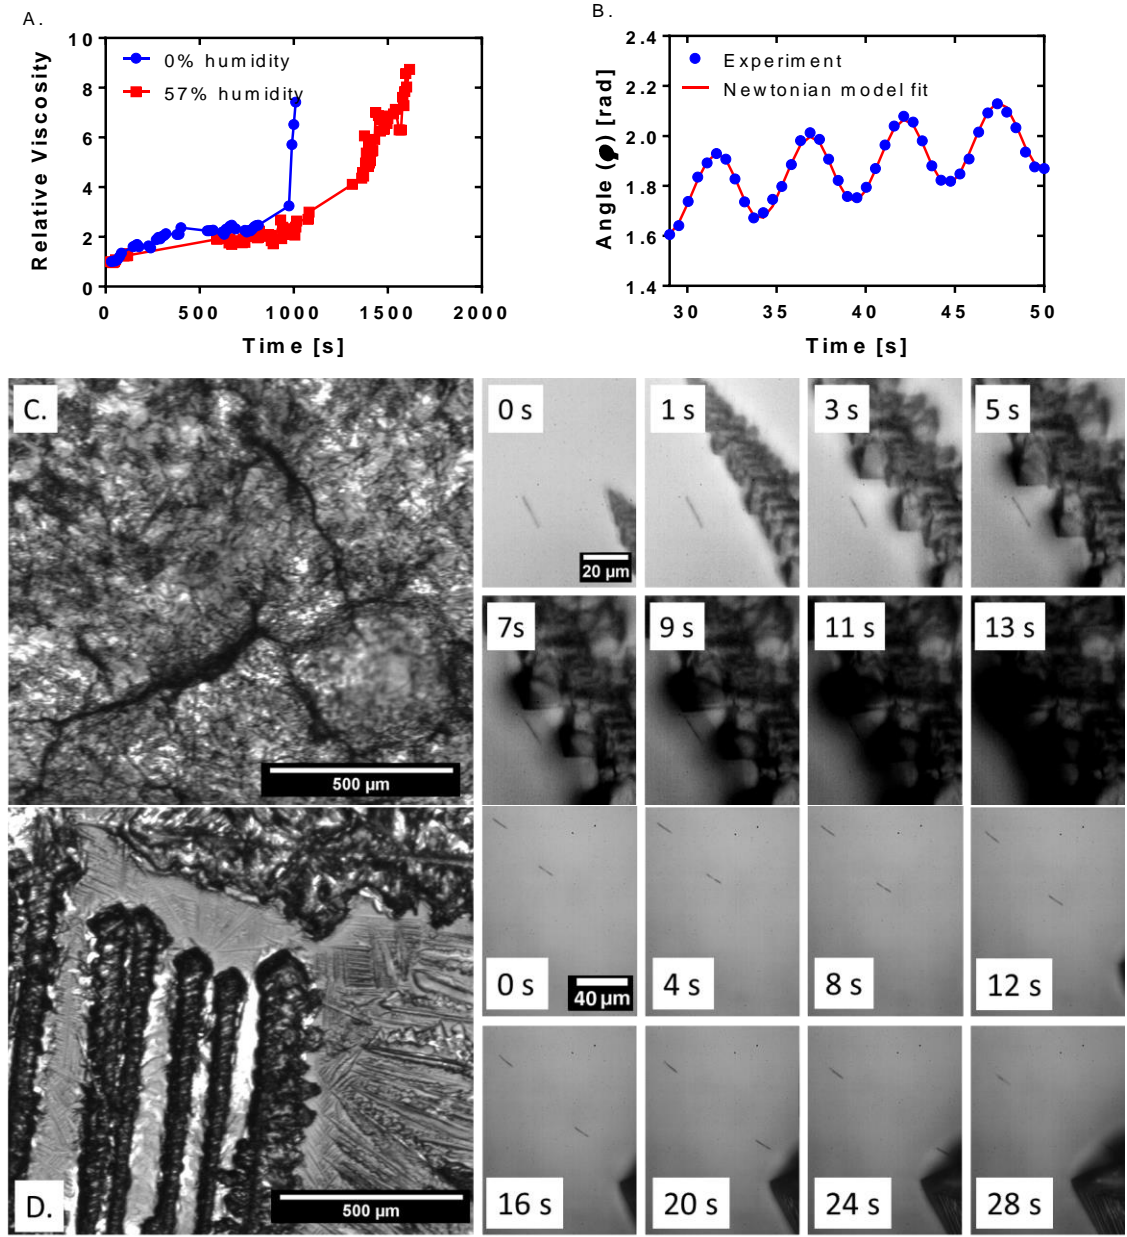 A.
Relative Viscosity
10
8
6
4
2
0
0% humidity
57% humidity
0 500 1000 1500 2000
Time [s]
B.
Angle (φ) [rad]
2.4
2.2
2.0
1.8
1.6
1.4
Experiment
Newtonian model fit
30 35 40 45 50
Time [s]
C.
500 µm
0 s
20 µm
1 s
3 s
5 s
7s
9 s
11 s
13 s
D.
500 µm
0 s
40 µm
4 s
8 s
12 s
16 s
20 s
24 s
28 s